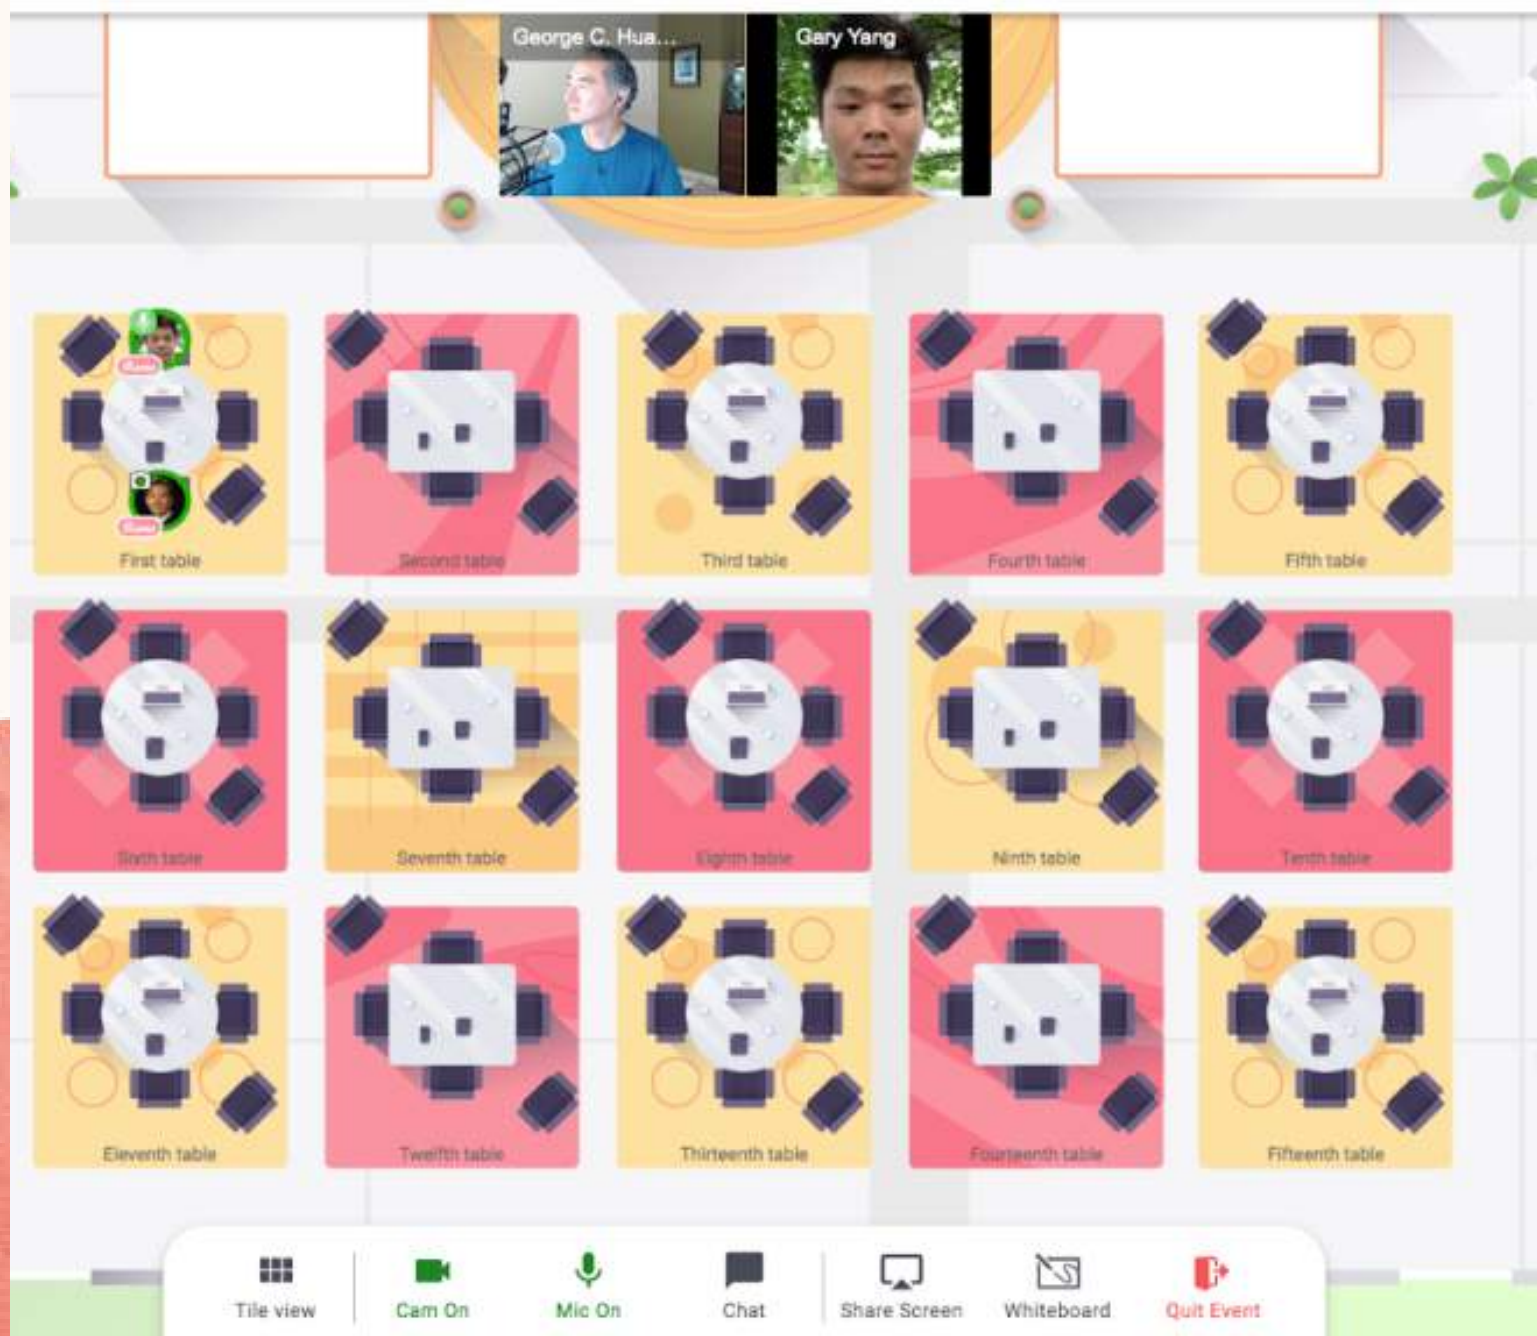 George C. Hua...
Gary Yang
First table
Second table
Third table
Fourth table
Fifth table
Sixth table
Seventh table
Eighth table
Ninth table
Tenth table
Eleventh table
Twelfth table
Thirteenth table
Fourteenth table
Fifteenth table
Tile view
Cam On
Mic On
Chat
Share Screen
Whiteboard
Quit Event